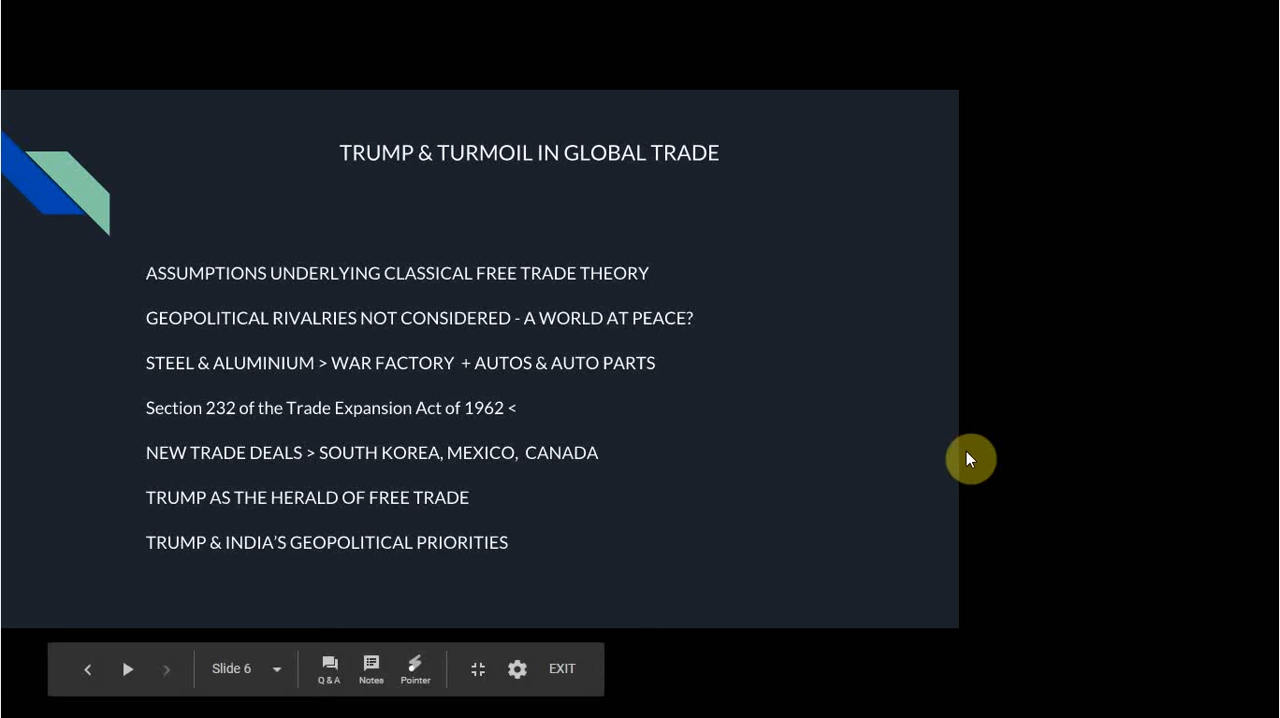 TRUMP & TURMOIL IN GLOBAL TRADE
ASSUMPTIONS UNDERLYING CLASSICAL FREE TRADE THEORY
GEOPOLITICAL RIVALRIES NOT CONSIDERED - A WORLD AT PEACE?
STEEL & ALUMINIUM > WAR FACTORY + AUTOS & AUTO PARTS
Section 232 of the Trade Expansion Act of 1962 <
NEW TRADE DEALS > SOUTH KOREA, MEXICO, CANADA
TRUMP AS THE HERALD OF FREE TRADE
TRUMP & INDIA’S GEOPOLITICAL PRIORITIES
Slide 6
Q & A
Notes
Pointer
EXIT